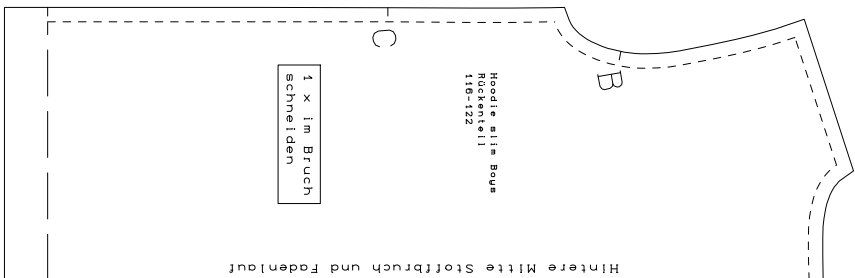 C
B
Hoodie slim Boys
Rückenteil
116-122
1 x im Bruch
schneiden
Hintere Mitte Stoffbruch und Fadenlauf